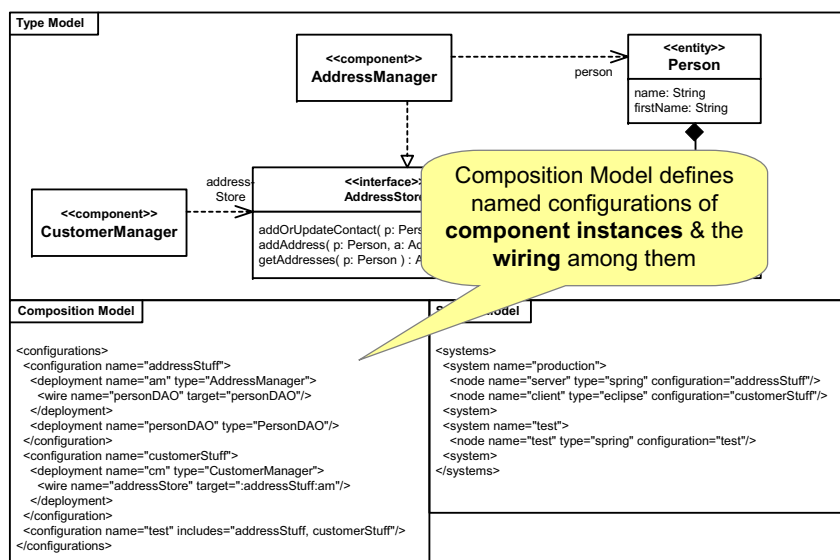 Type Model
<<component>>
AddressManager
person
<<entity>>
Person
name: String
firstName: String
<<component>>
CustomerManager
address-
Store
<<interface>>
AddressStore
addOrUpdateContact( p: Pers
addAddress( p: Person, a: Ad
getAddresses( p: Person ) : A
Composition Model defines
named configurations of
component instances & the
wiring among them
Composition Model
<configurations>
<configuration name="addressStuff">
<deployment name="am" type="AddressManager">
<wire name="personDAO" target="personDAO"/>
</deployment>
<deployment name="personDAO" type="PersonDAO"/>
</configuration>
<configuration name="customerStuff">
<deployment name="cm" type="CustomerManager">
<wire name="addressStore" target=":addressStuff:am"/>
</deployment>
</configuration>
<configuration name="test" includes="addressStuff, customerStuff"/>
</configurations>
Model
<systems>
<system name="production">
<node name="server" type="spring" configuration="addressStuff"/>
<node name="client" type="eclipse" configuration="customerStuff"/>
<system>
<system name="test">
<node name="test" type="spring" configuration="test"/>
<system>
</systems>